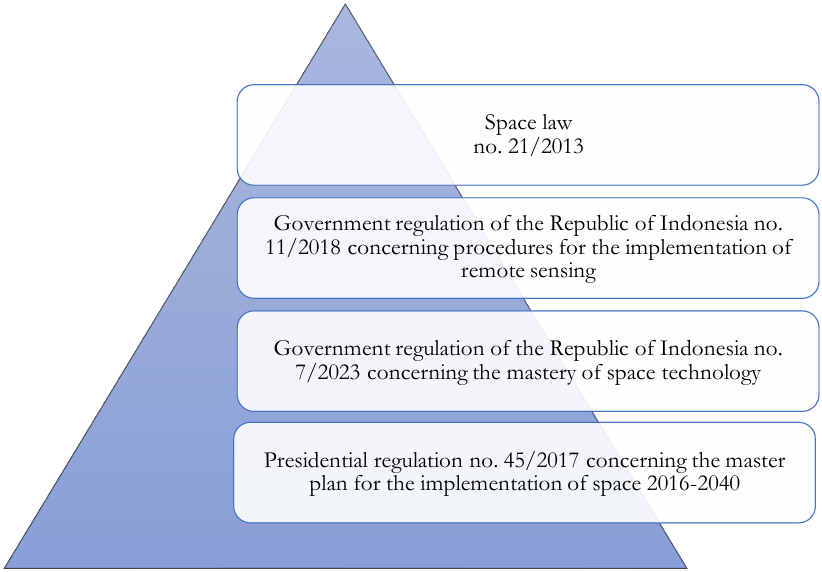 Space law
no. 21/2013
Government regulation of the Republic of Indonesia no.
11/2018 concerning procedures for the implementation of
remote sensing
Government regulation of the Republic of Indonesia no.
7/2023 concerning the mastery of space technology
Presidential regulation no. 45/2017 concerning the master
plan for the implementation of space 2016-2040